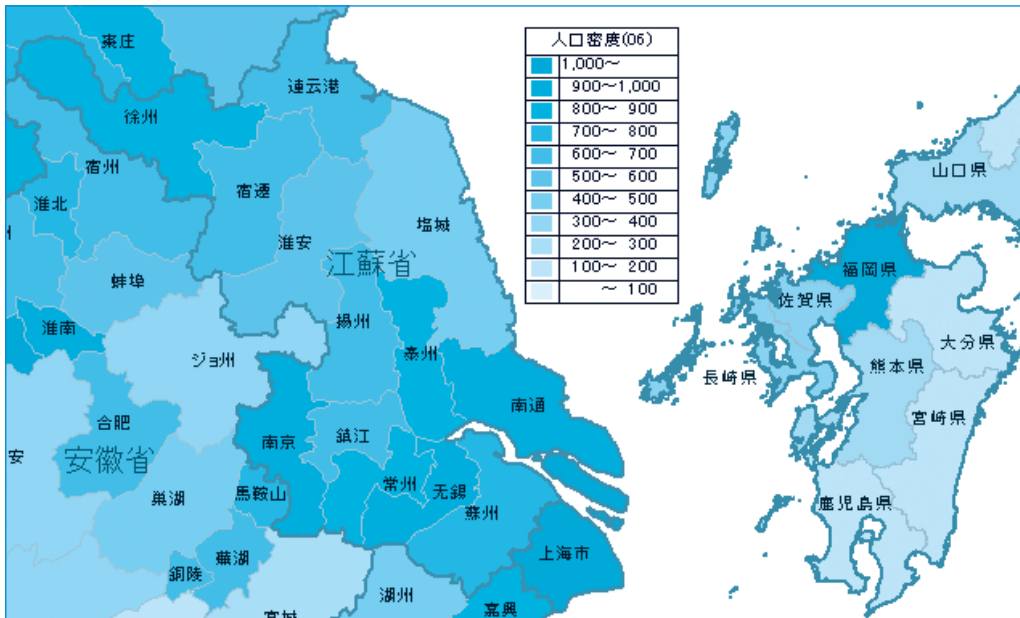 人口密度(06)
1,000～
900～1,000
800～ 900
700～ 800
600～ 700
500～ 600
400～ 500
300～ 400
200～ 300
100～ 200
～ 100
棗庄
連云港
徐州
宿州
宿遷
淮北
州
塩城
淮安
江蘇省
蚌埠
揚州
淮南
ジョ州
泰州
合肥
南通
南京
鎮江
安
安徽省
常州
无錫
馬鞍山
巣湖
蘇州
上海市
蕪湖
銅陵
湖州
嘉興
山口県
福岡県
佐賀県
大分県
長崎県
熊本県
宮崎県
鹿児島県